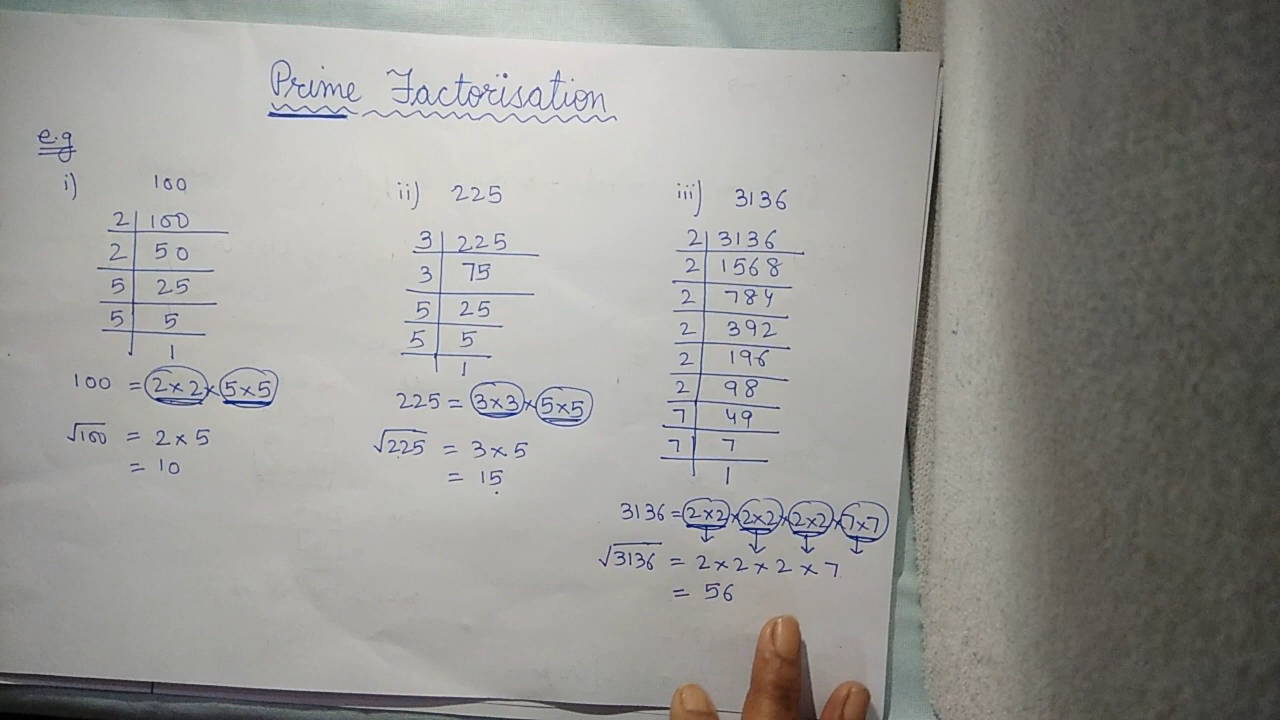 Prime Factorisation
e.g
i) 100
2 | 100
2 | 50
5 | 25
5 | 5
1
100 = 2×2 × 5×5
√100 = 2 × 5
= 10
ii) 225
3 | 225
3 | 75
5 | 25
5 | 5
1
225 = 3×3 × 5×5
√225 = 3 × 5
= 15
iii) 3136
2 | 3136
2 | 1568
2 | 784
2 | 392
2 | 196
2 | 98
7 | 49
7 | 7
1
3136 = 2×2 × 2×2 × 2×2 × 7×7
√3136 = 2 × 2 × 2 × 7
= 56